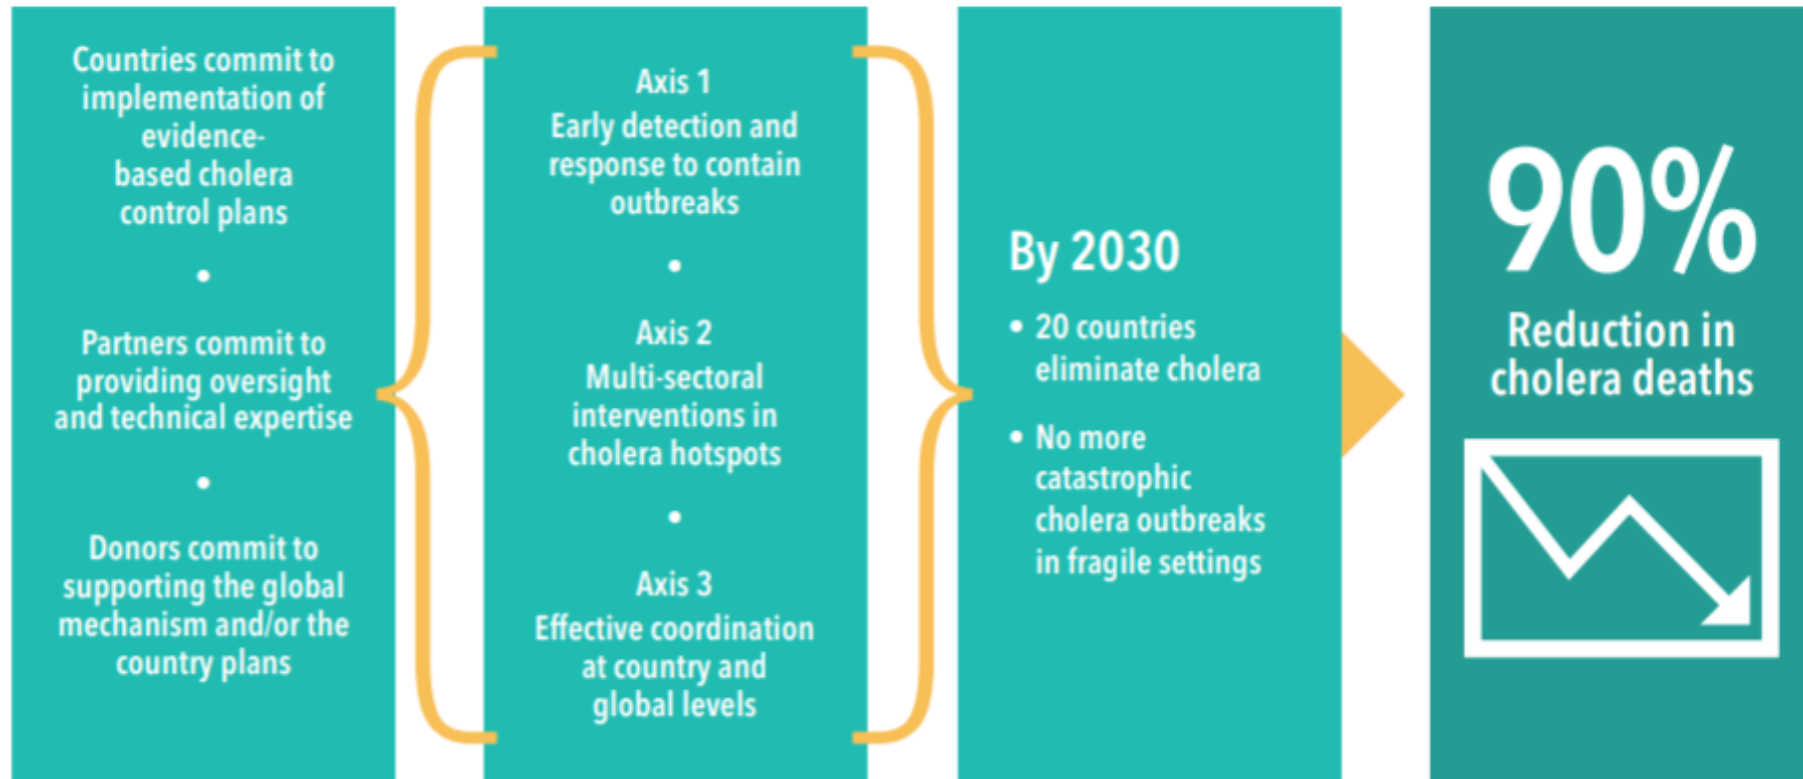 Countries commit to
implementation of
evidence-
based cholera
control plans
•
Partners commit to
providing oversight
and technical expertise
•
Donors commit to
supporting the global
mechanism and/or the
country plans
Axis 1
Early detection and
response to contain
outbreaks
•
Axis 2
Multi-sectoral
interventions in
cholera hotspots
•
Axis 3
Effective coordination
at country and
global levels
By 2030
• 20 countries
eliminate cholera
• No more
catastrophic
cholera outbreaks
in fragile settings
90%
Reduction in
cholera deaths